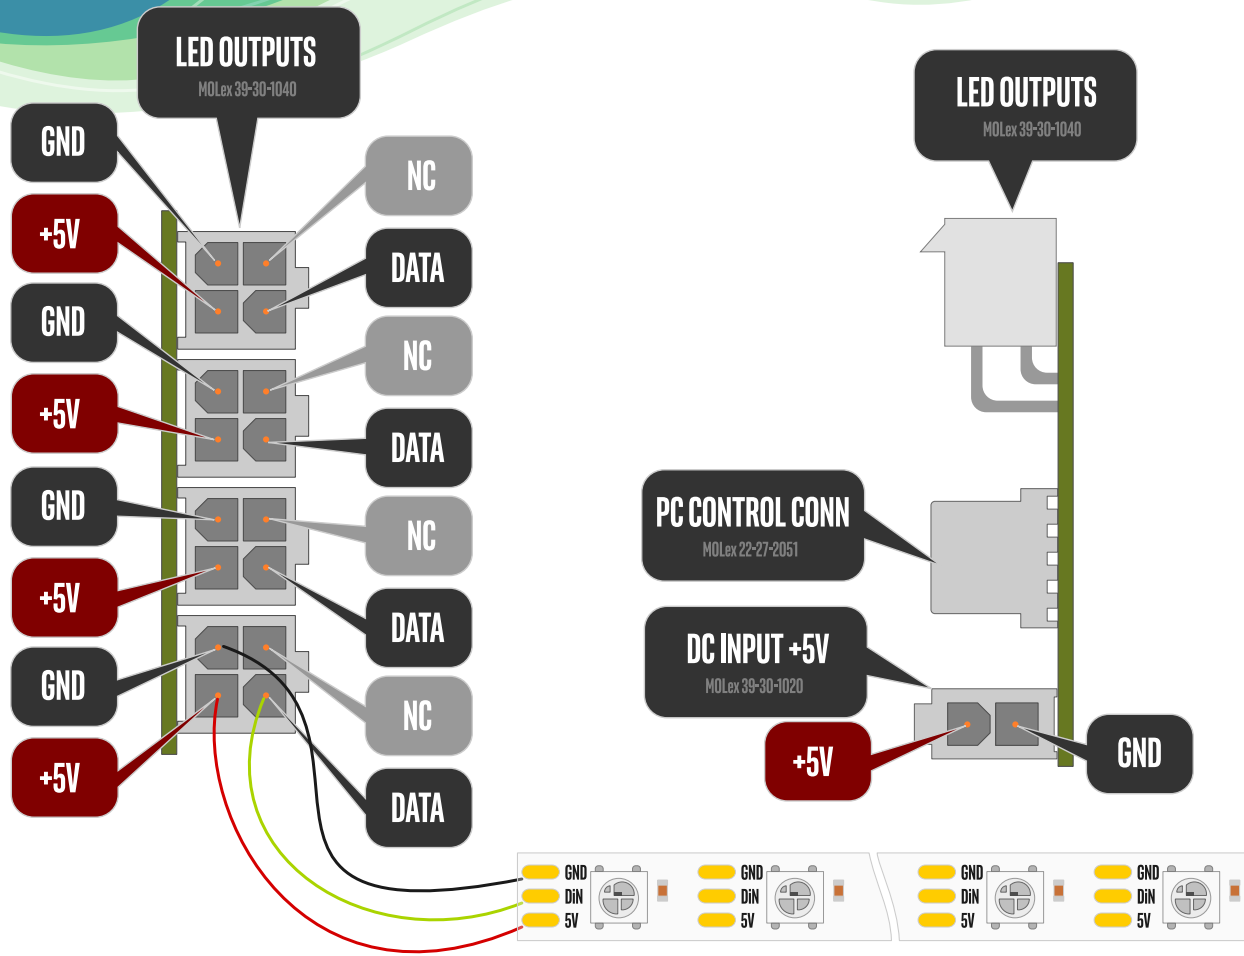 LED OUTPUTS
MOLex 39-30-1040
GND
+5V
GND
+5V
GND
+5V
GND
+5V
NC
DATA
NC
DATA
NC
DATA
NC
DATA
LED OUTPUTS
MOLex 39-30-1040
PC CONTROL CONN
MOLex 22-27-2051
DC INPUT +5V
MOLex 39-30-1020
+5V
GND
GND
DiN
5V
GND
DiN
5V
GND
DiN
5V
GND
DiN
5V